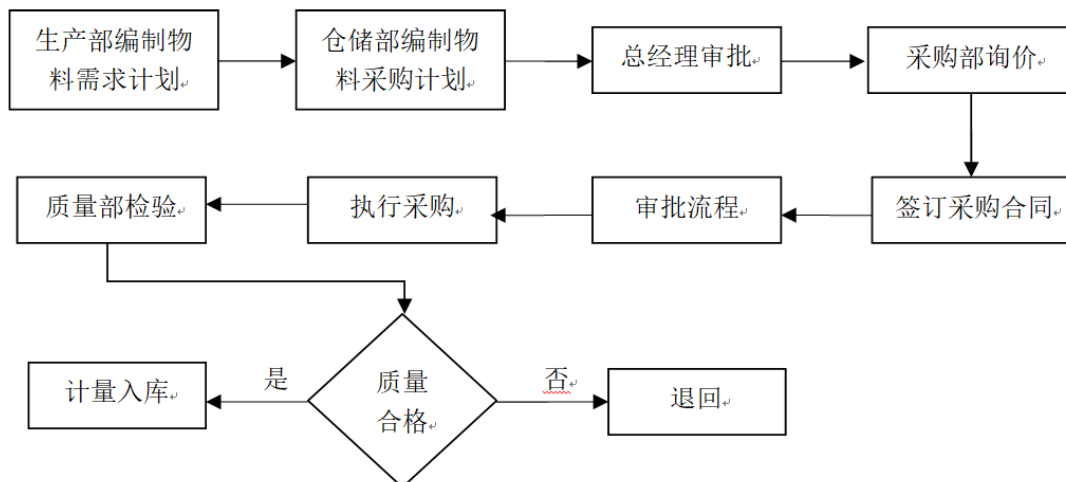 生产部编制物
料需求计划
仓储部编制物
料采购计划
总经理审批
采购部询价
质量部检验
执行采购
审批流程
签订采购合同
计量入库
是
质量
合格
否
退回